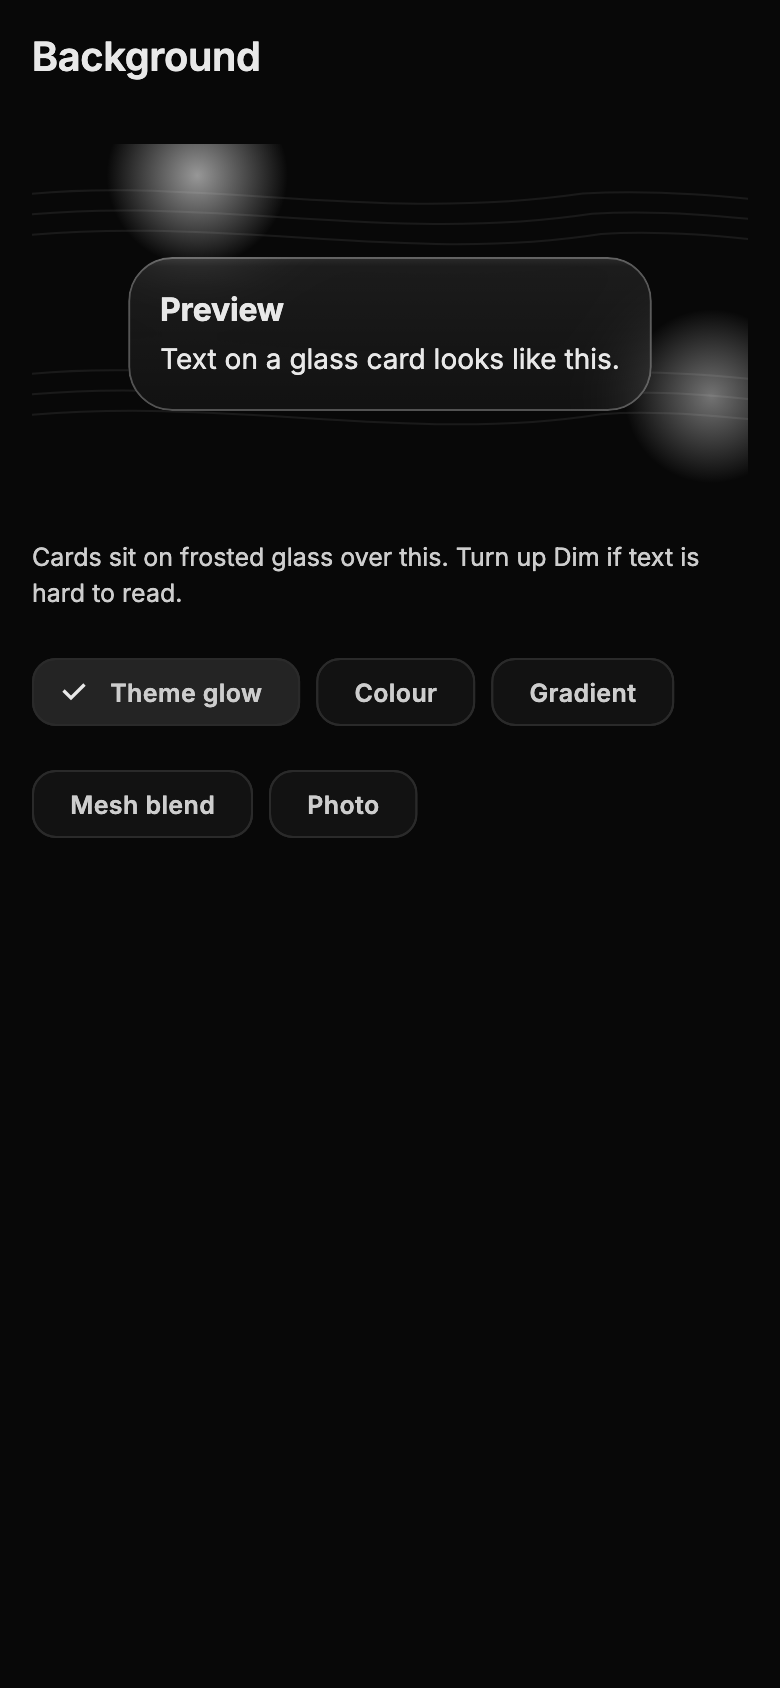 Background
Preview
Text on a glass card looks like this.
Cards sit on frosted glass over this. Turn up Dim if text is
hard to read.
Theme glow
Colour
Gradient
Mesh blend
Photo